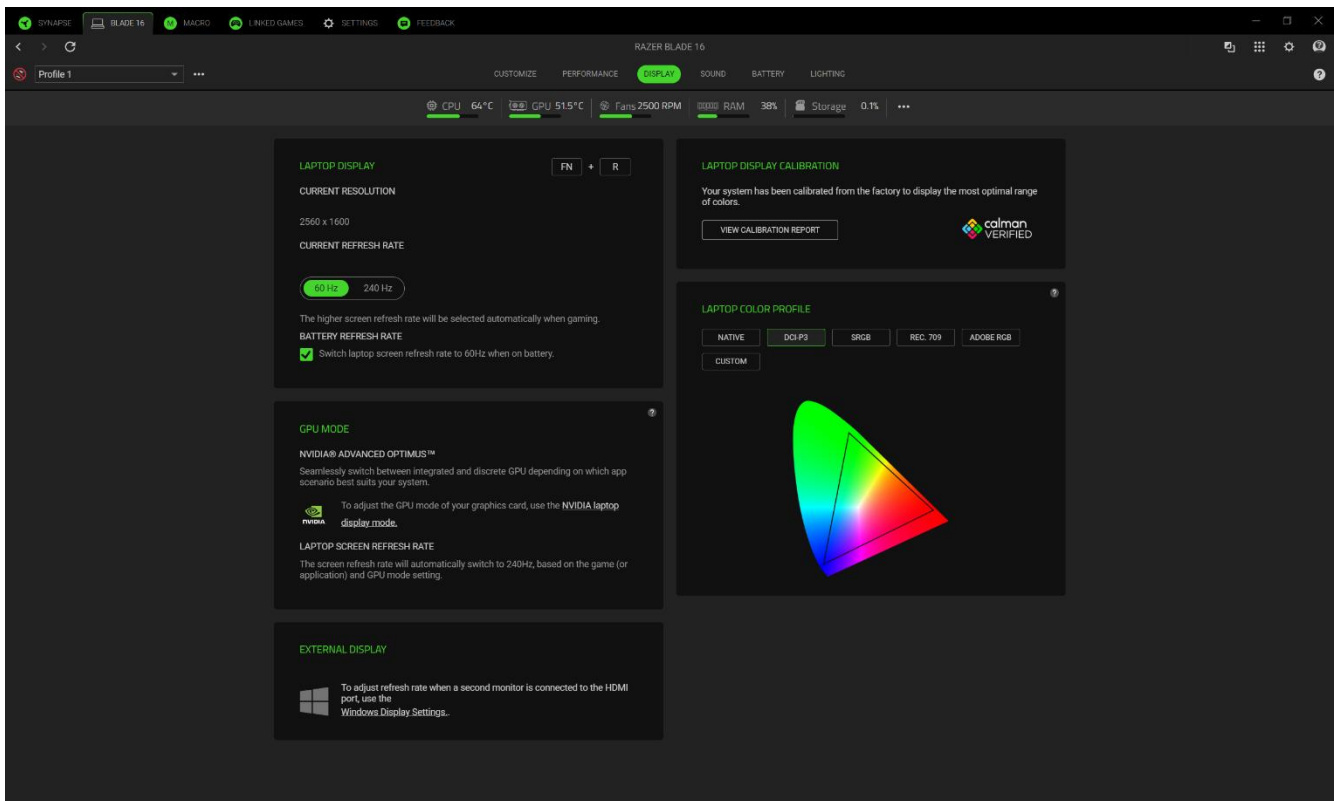 SYNAPSE BLADE 16 MACRO LINKED GAMES SETTINGS FEEDBACK
RAZER BLADE 16
Profile 1
CUSTOMIZE PERFORMANCE DISPLAY SOUND BATTERY LIGHTING
CPU 64°C GPU 51.5°C Fans 2500 RPM RAM 38% Storage 0.1%
LAPTOP DISPLAY FN + R
CURRENT RESOLUTION
2560 x 1600
CURRENT REFRESH RATE
60 Hz 240 Hz
The higher screen refresh rate will be selected automatically when gaming.
BATTERY REFRESH RATE
Switch laptop screen refresh rate to 60Hz when on battery.
GPU MODE
NVIDIA® ADVANCED OPTIMUS™
Seamlessly switch between integrated and discrete GPU depending on which app
scenario best suits your system.
NVIDIA
To adjust the GPU mode of your graphics card, use the NVIDIA laptop
display mode.
LAPTOP SCREEN REFRESH RATE
The screen refresh rate will automatically switch to 240Hz, based on the game (or
application) and GPU mode setting.
EXTERNAL DISPLAY
To adjust refresh rate when a second monitor is connected to the HDMI
port, use the
Windows Display Settings..
LAPTOP DISPLAY CALIBRATION
Your system has been calibrated from the factory to display the most optimal range
of colors.
VIEW CALIBRATION REPORT
calman
VERIFIED
LAPTOP COLOR PROFILE
NATIVE DCI-P3 SRGB REC. 709 ADOBE RGB
CUSTOM